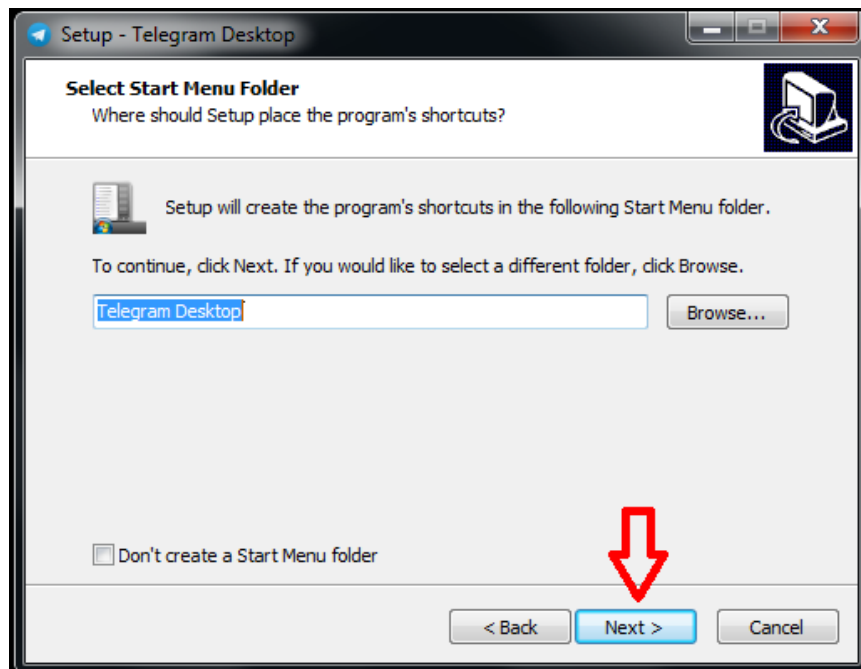 Setup - Telegram Desktop
Select Start Menu Folder
Where should Setup place the program's shortcuts?
Setup will create the program's shortcuts in the following Start Menu folder.
To continue, click Next. If you would like to select a different folder, click Browse.
Telegram Desktop
Browse...
Don't create a Start Menu folder
< Back
Next >
Cancel